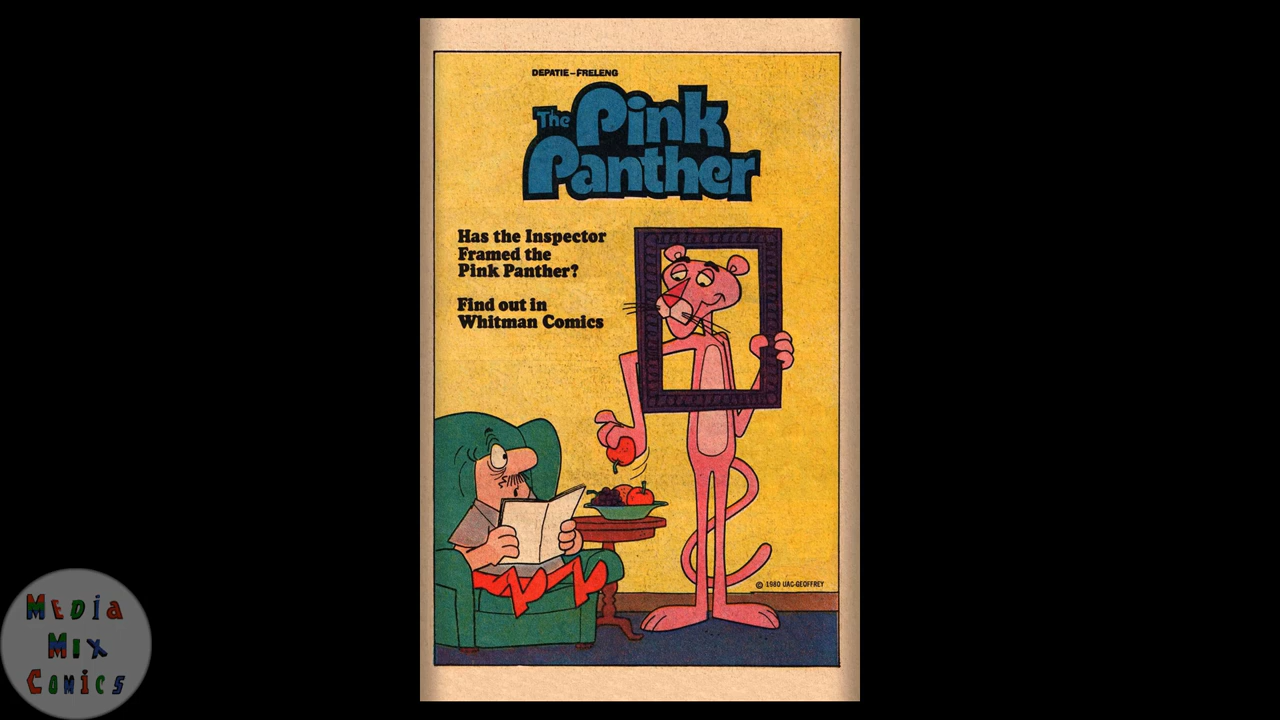 DEPATIE-FRELENG
The Pink
Panther
Has the Inspector
Framed the
Pink Panther?
Find out in
Whitman Comics
© 1980 UAC-GEOFFREY
MEDiA
MiX
COMiCS